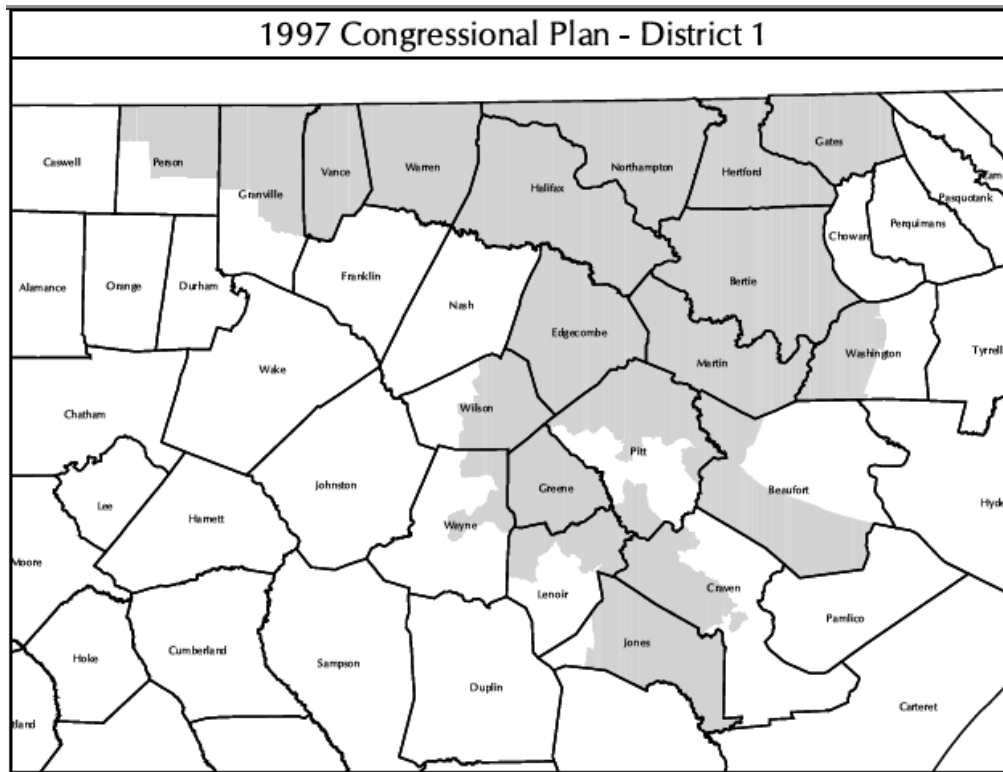 1997 Congressional Plan - District 1
Caswell
Person
Granville
Vance
Warren
Halifax
Northampton
Hertford
Gates
Pasquotank
Perquimans
Chowan
Alamance
Orange
Durham
Franklin
Nash
Edgecombe
Bertie
Martin
Washington
Tyrrell
Chatham
Wake
Wilson
Pitt
Beaufort
Hyde
Lee
Johnston
Greene
Harnett
Wayne
Moore
Lenoir
Craven
Pamlico
Hoke
Cumberland
Sampson
Jones
Duplin
Carteret
tland